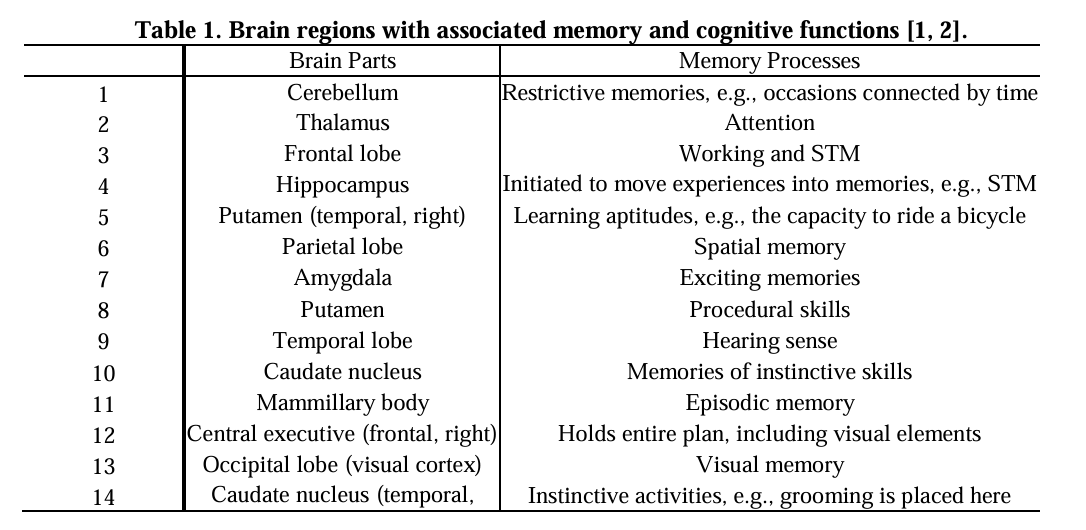 Table 1. Brain regions with associated memory and cognitive functions [1, 2].
Brain Parts Memory Processes
1 Cerebellum Restrictive memories, e.g., occasions connected by time
2 Thalamus Attention
3 Frontal lobe Working and STM
4 Hippocampus Initiated to move experiences into memories, e.g., STM
5 Putamen (temporal, right) Learning aptitudes, e.g., the capacity to ride a bicycle
6 Parietal lobe Spatial memory
7 Amygdala Exciting memories
8 Putamen Procedural skills
9 Temporal lobe Hearing sense
10 Caudate nucleus Memories of instinctive skills
11 Mammillary body Episodic memory
12 Central executive (frontal, right) Holds entire plan, including visual elements
13 Occipital lobe (visual cortex) Visual memory
14 Caudate nucleus (temporal, Instinctive activities, e.g., grooming is placed here